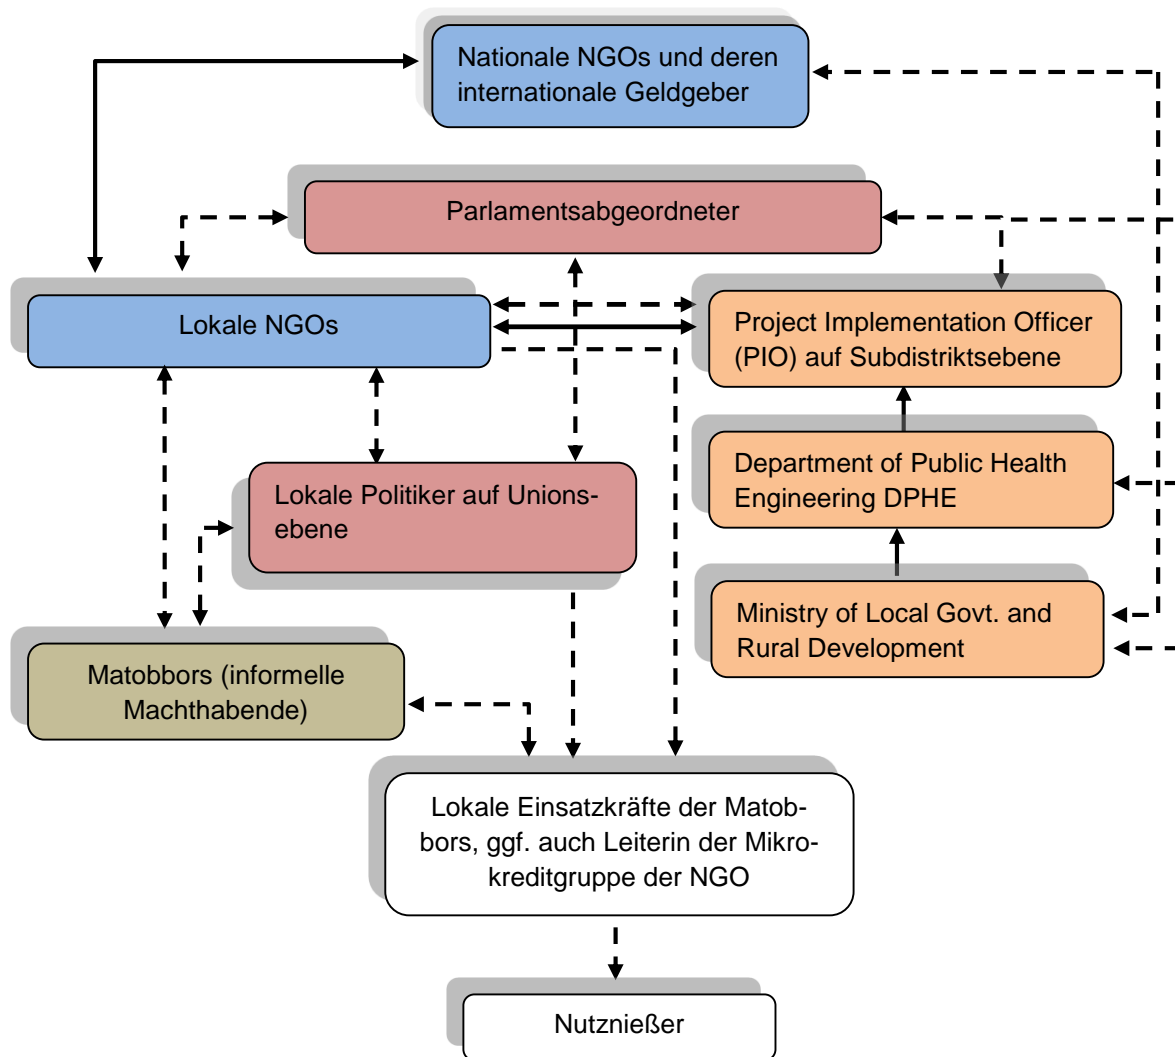 Nationale NGOs und deren
internationale Geldgeber
Parlamentsabgeordneter
Lokale NGOs
Project Implementation Officer
(PIO) auf Subdistriktsebene
Department of Public Health
Engineering DPHE
Lokale Politiker auf Unions-
ebene
Ministry of Local Govt. and
Rural Development
Matobbors (informelle
Machthabende)
Lokale Einsatzkräfte der Matob-
bors, ggf. auch Leiterin der Mikro-
kreditgruppe der NGO
Nutznießer